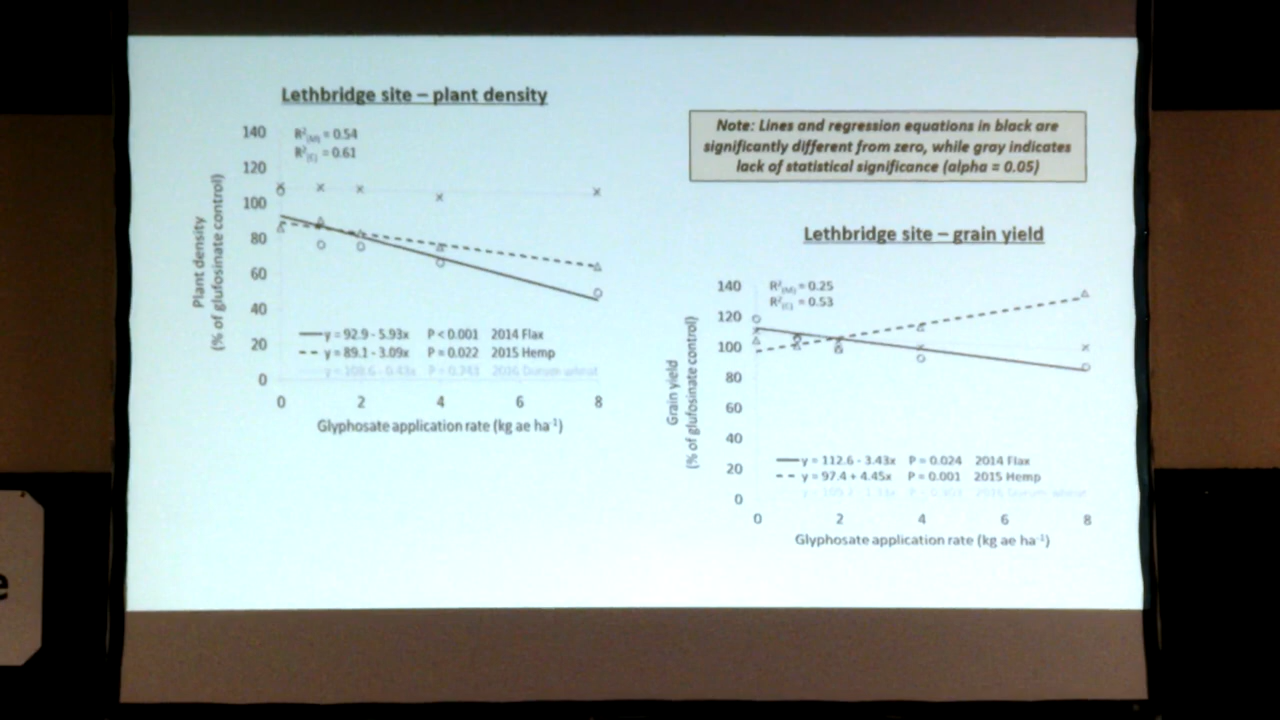 Lethbridge site – plant density
140
120
100
80
60
40
20
0
Plant density
(% of glufosinate control)
R²(M) = 0.54
R²(C) = 0.61
y = 92.9 - 5.93x P < 0.001 2014 Flax
y = 89.1 - 3.09x P = 0.022 2015 Hemp
y = 108.6 - 0.43x P = 0.743 2016 Durum wheat
0 2 4 6 8
Glyphosate application rate (kg ae ha⁻¹)
Note: Lines and regression equations in black are
significantly different from zero, while gray indicates
lack of statistical significance (alpha = 0.05)
Lethbridge site – grain yield
140
120
100
80
60
40
20
0
Grain yield
(% of glufosinate control)
R²(M) = 0.25
R²(C) = 0.53
y = 112.6 - 3.43x P = 0.024 2014 Flax
y = 97.4 + 4.45x P = 0.001 2015 Hemp
2016 Durum wheat
0 2 4 6 8
Glyphosate application rate (kg ae ha⁻¹)
e